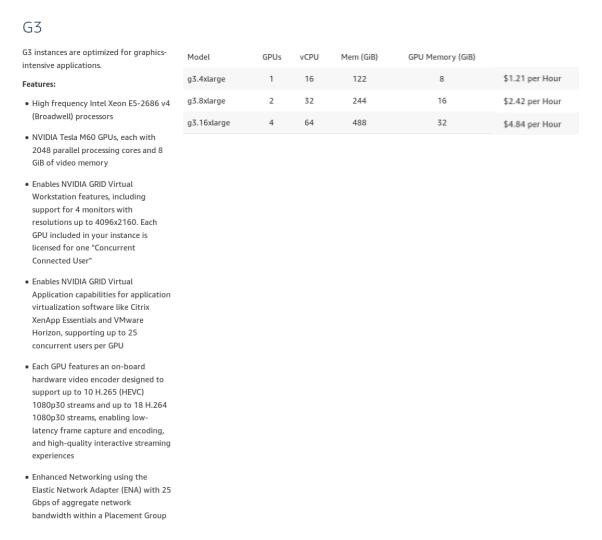 G3
G3 instances are optimized for graphics-
intensive applications.
Features:
• High frequency Intel Xeon E5-2686 v4
(Broadwell) processors
• NVIDIA Tesla M60 GPUs, each with
2048 parallel processing cores and 8
GiB of video memory
• Enables NVIDIA GRID Virtual
Workstation features, including
support for 4 monitors with
resolutions up to 4096x2160. Each
GPU included in your instance is
licensed for one "Concurrent
Connected User"
• Enables NVIDIA GRID Virtual
Application capabilities for application
virtualization software like Citrix
XenApp Essentials and VMware
Horizon, supporting up to 25
concurrent users per GPU
• Each GPU features an on-board
hardware video encoder designed to
support up to 10 H.265 (HEVC)
1080p30 streams and up to 18 H.264
1080p30 streams, enabling low-
latency frame capture and encoding,
and high-quality interactive streaming
experiences
• Enhanced Networking using the
Elastic Network Adapter (ENA) with 25
Gbps of aggregate network
bandwidth within a Placement Group
Model GPUs vCPU Mem (GiB) GPU Memory (GiB)
g3.4xlarge 1 16 122 8 $1.21 per Hour
g3.8xlarge 2 32 244 16 $2.42 per Hour
g3.16xlarge 4 64 488 32 $4.84 per Hour